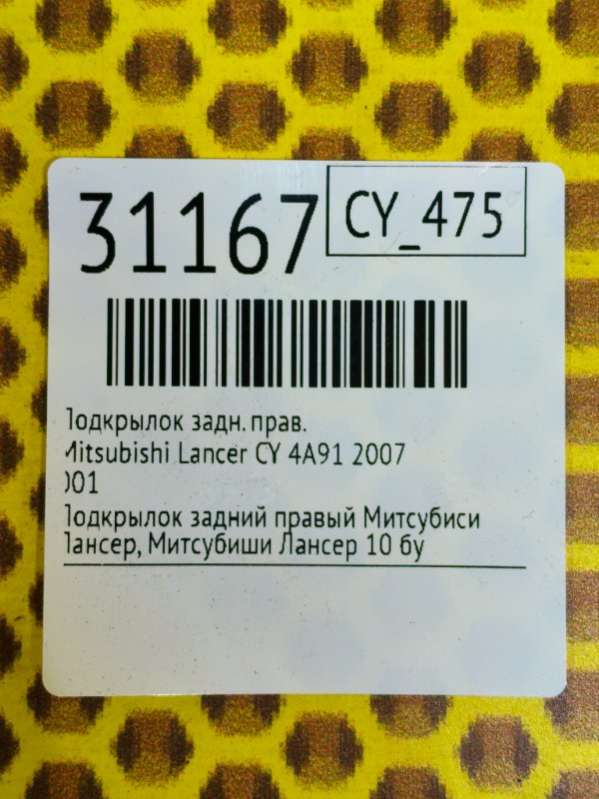 31167
CY_475
Подкрылок задн. прав.
Mitsubishi Lancer CY 4A91 2007
001
Подкрылок задний правый Митсубиси
Лансер, Митсубиши Лансер 10 бу